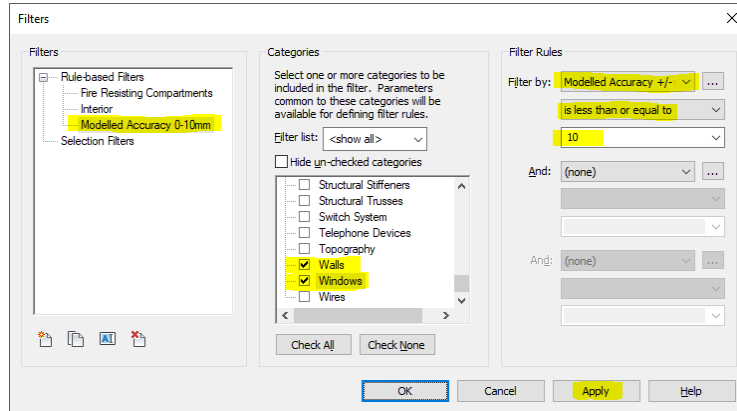 Filters
Filters
Rule-based Filters
Fire Resisting Compartments
Interior
Modelled Accuracy 0-10mm
Selection Filters
Categories
Select one or more categories to be
included in the filter. Parameters
common to these categories will be
available for defining filter rules.
Filter list: <show all>
Hide un-checked categories
Structural Stiffeners
Structural Trusses
Switch System
Telephone Devices
Topography
Walls
Windows
Wires
Check All
Check None
Filter Rules
Filter by: Modelled Accuracy +/- ...
is less than or equal to
10
And: (none) ...
And: (none) ...
OK
Cancel
Apply
Help